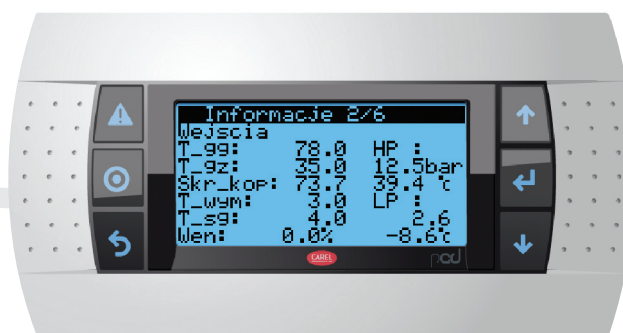 Informacje 2/6
Wejscia
T_gg: 78.0 HP :
T_gz: 35.0 12.5bar
Skr_kop: 73.7 39.4 °c
T_wym: 3.0 LP :
T_sg: 4.0 2.6
Wen: 0.0% -8.6°c
CAREL
pGD